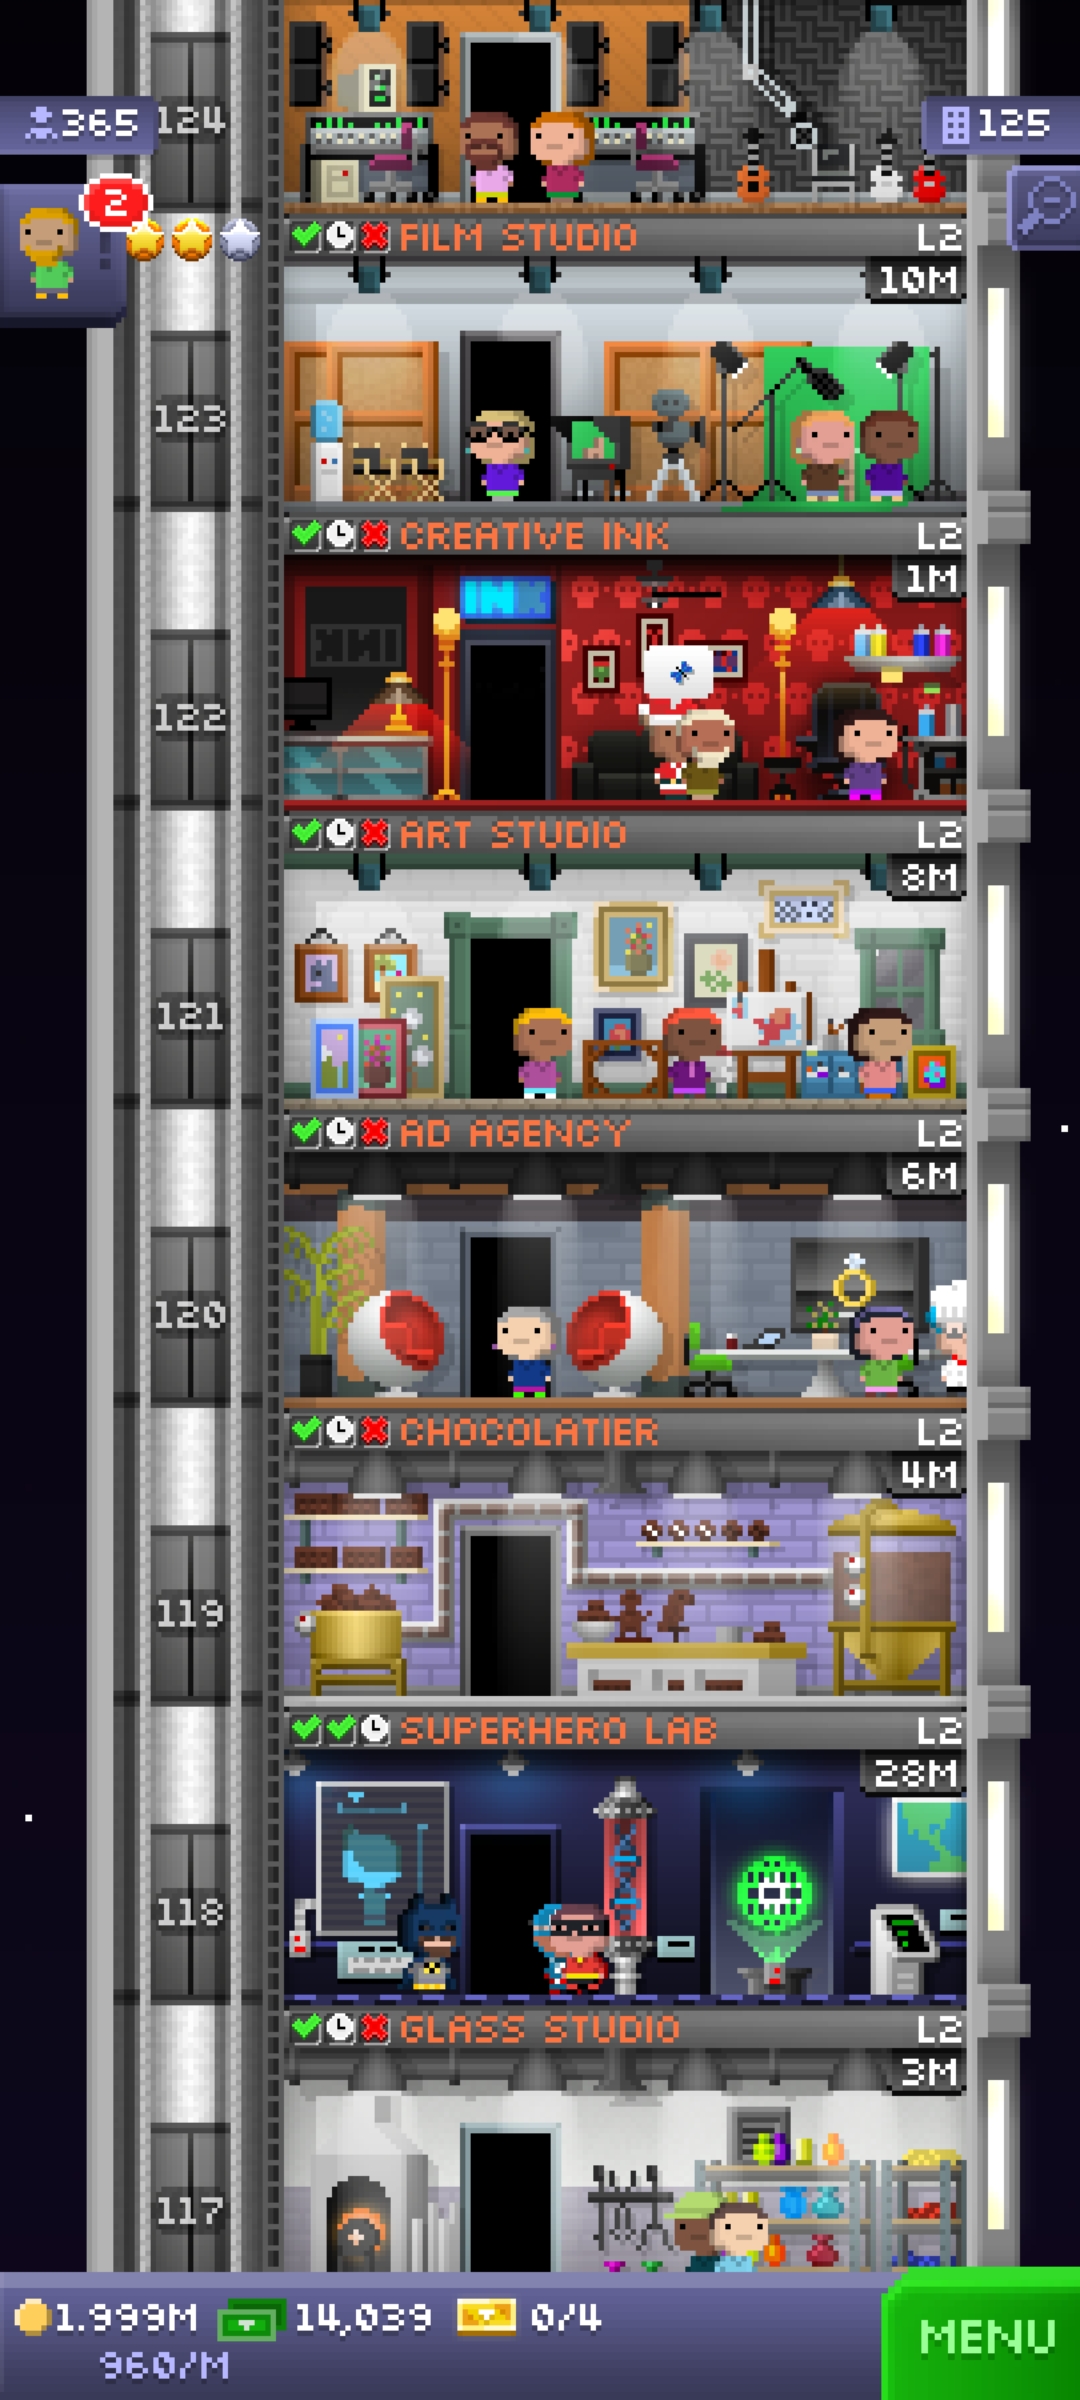 124
365
125
2
FILM STUDIO L2
10M
123
CREATIVE INK L2
1M
INK
122
ART STUDIO L2
8M
121
AD AGENCY L2
6M
120
CHOCOLATIER L2
4M
119
SUPERHERO LAB L2
28M
118
GLASS STUDIO L2
3M
117
1.999M 14,039 0/4
960/M
MENU